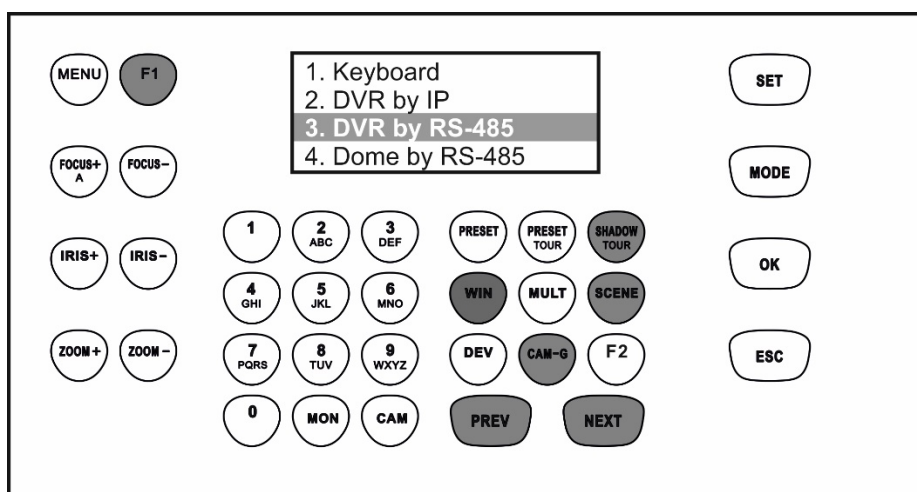 MENU F1
1. Keyboard
2. DVR by IP
3. DVR by RS-485
4. Dome by RS-485
SET
FOCUS+ A
FOCUS-
MODE
1
2 ABC
3 DEF
PRESET
PRESET TOUR
SHADOW TOUR
IRIS+
IRIS-
OK
4 GHI
5 JKL
6 MNO
WIN
MULT
SCENE
ZOOM+
ZOOM-
7 PQRS
8 TUV
9 WXYZ
DEV
CAM-G
F2
ESC
0
MON
CAM
PREV
NEXT